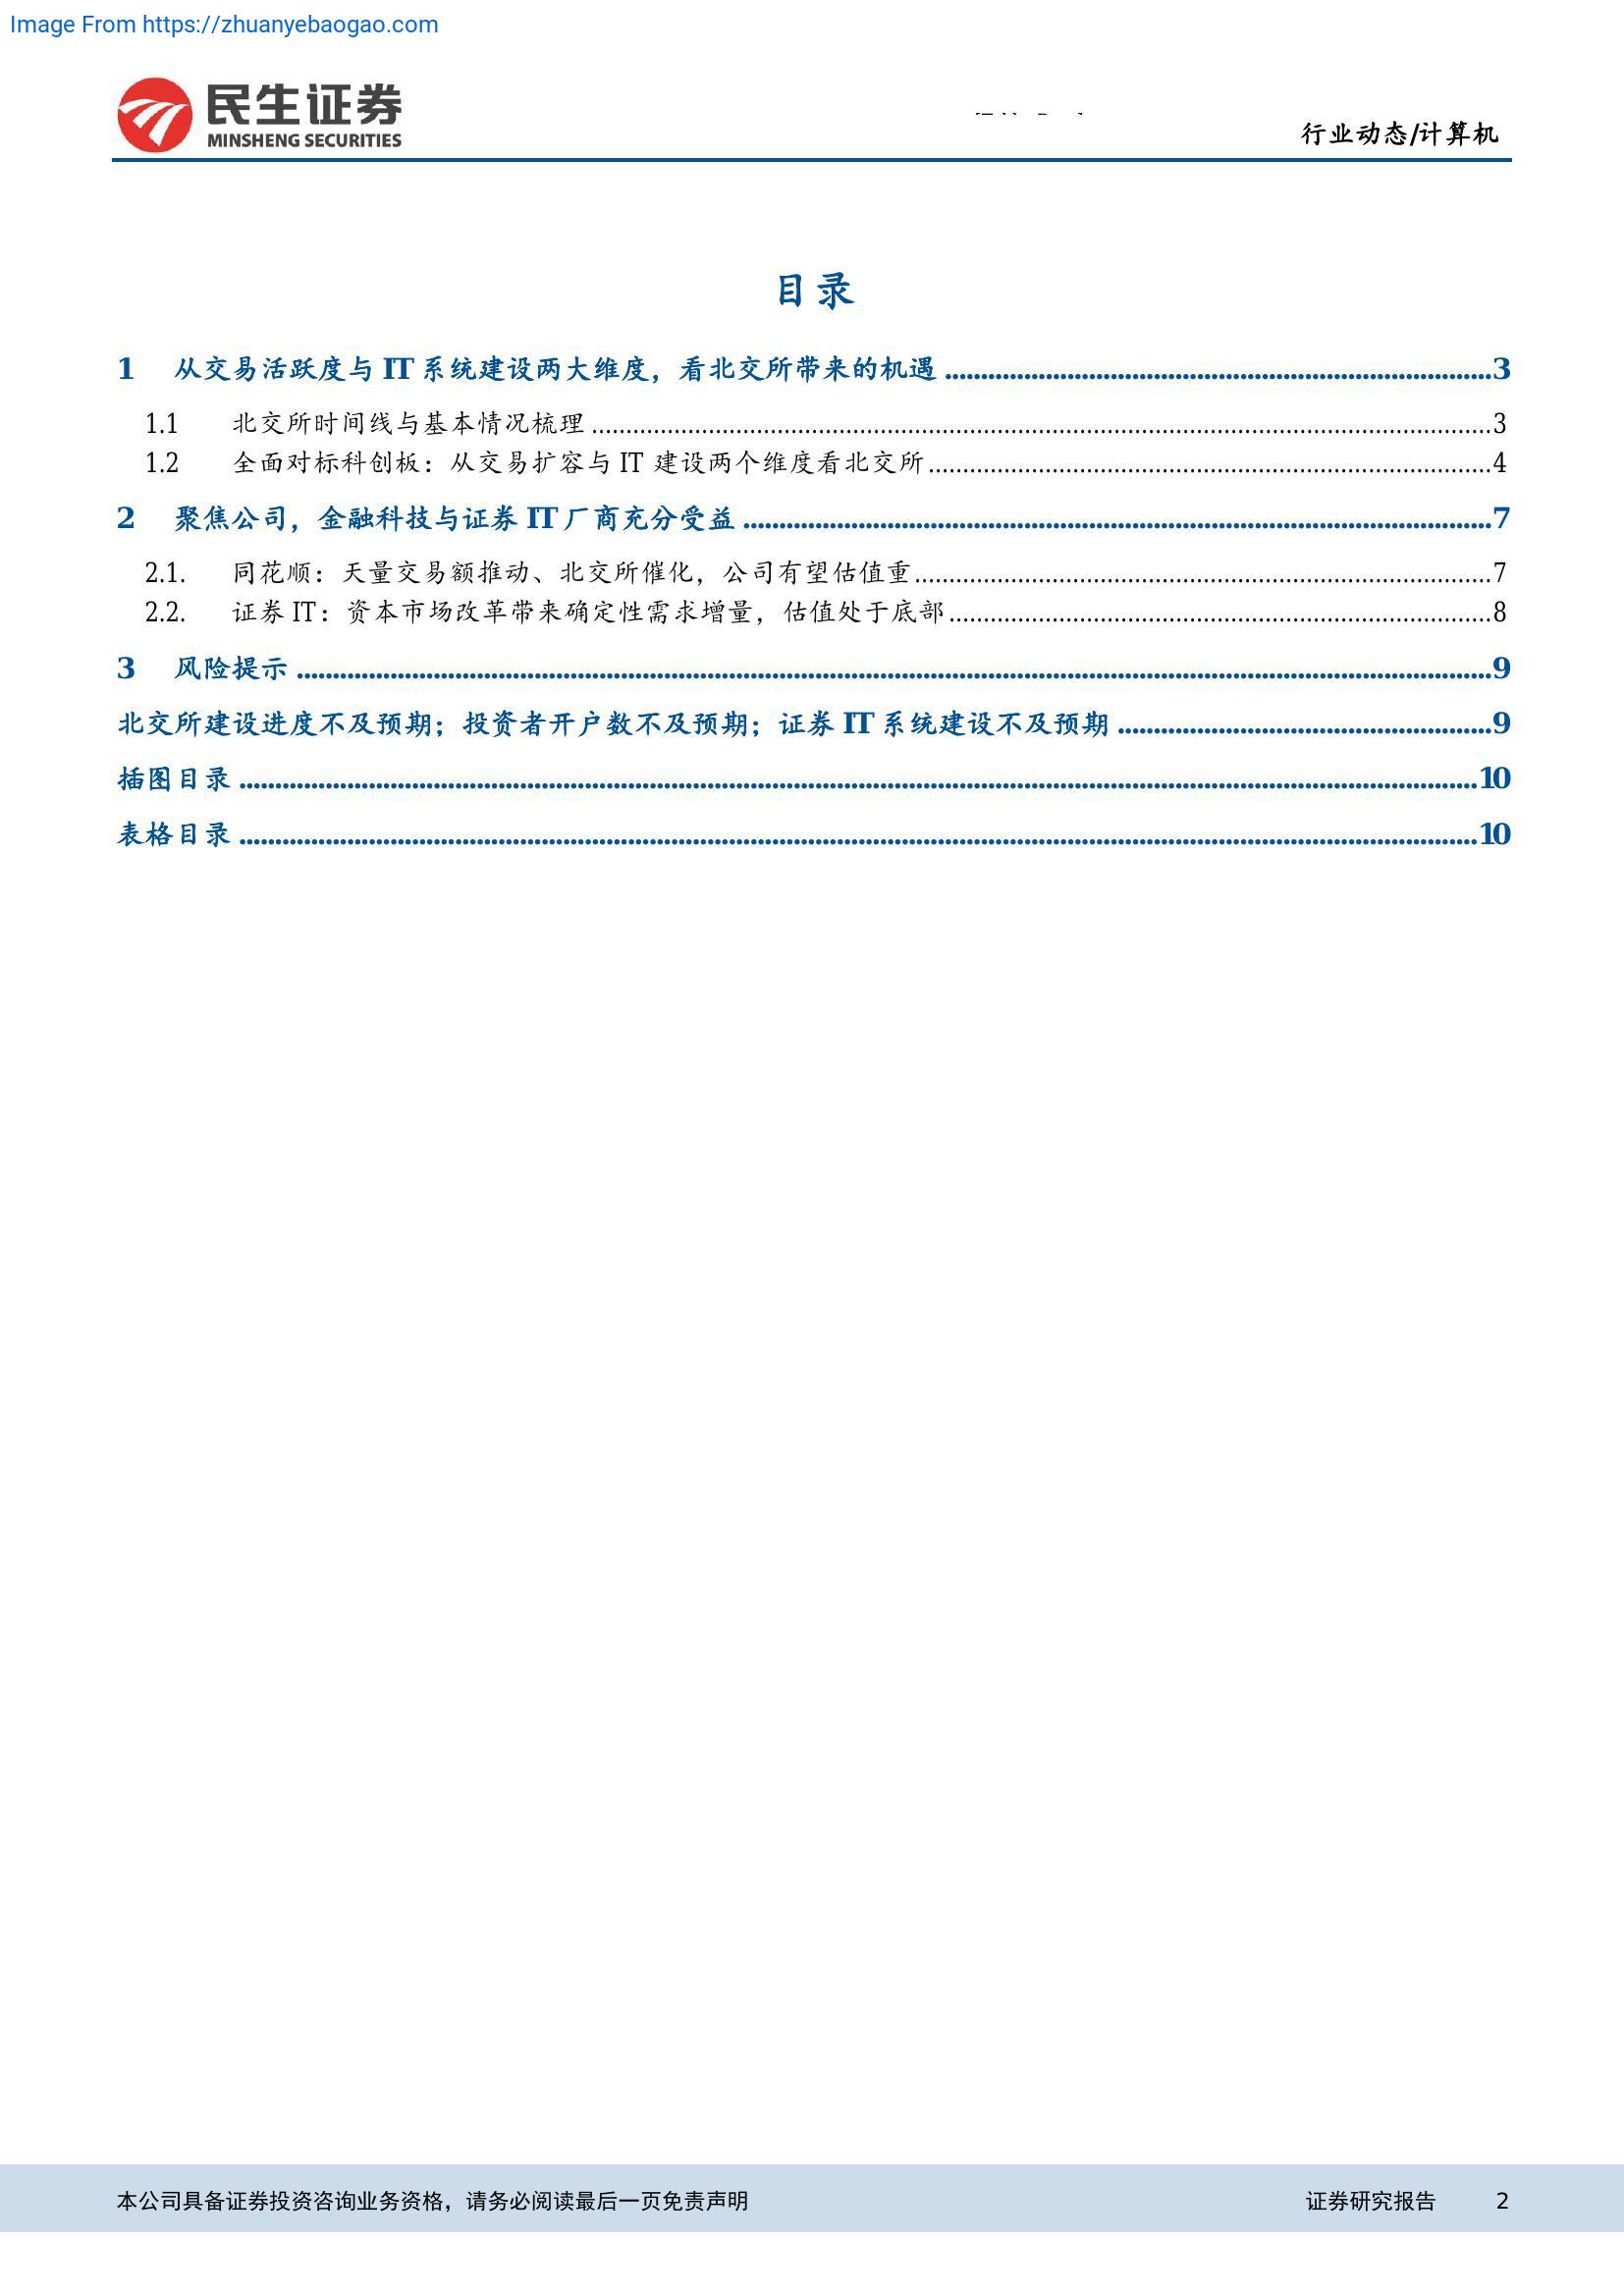 Image From https://zhuanyebaogao.com
民生证券
MINSHENG SECURITIES
行业动态/计算机
目录
1 从交易活跃度与 IT 系统建设两大维度，看北交所带来的机遇 3
1.1 北交所时间线与基本情况梳理 3
1.2 全面对标科创板：从交易扩容与 IT 建设两个维度看北交所 4
2 聚焦公司，金融科技与证券 IT 厂商充分受益 7
2.1. 同花顺：天量交易额推动、北交所催化，公司有望估值重 7
2.2. 证券 IT：资本市场改革带来确定性需求增量，估值处于底部 8
3 风险提示 9
北交所建设进度不及预期；投资者开户数不及预期；证券 IT 系统建设不及预期 9
插图目录 10
表格目录 10
本公司具备证券投资咨询业务资格，请务必阅读最后一页免责声明 证券研究报告 2